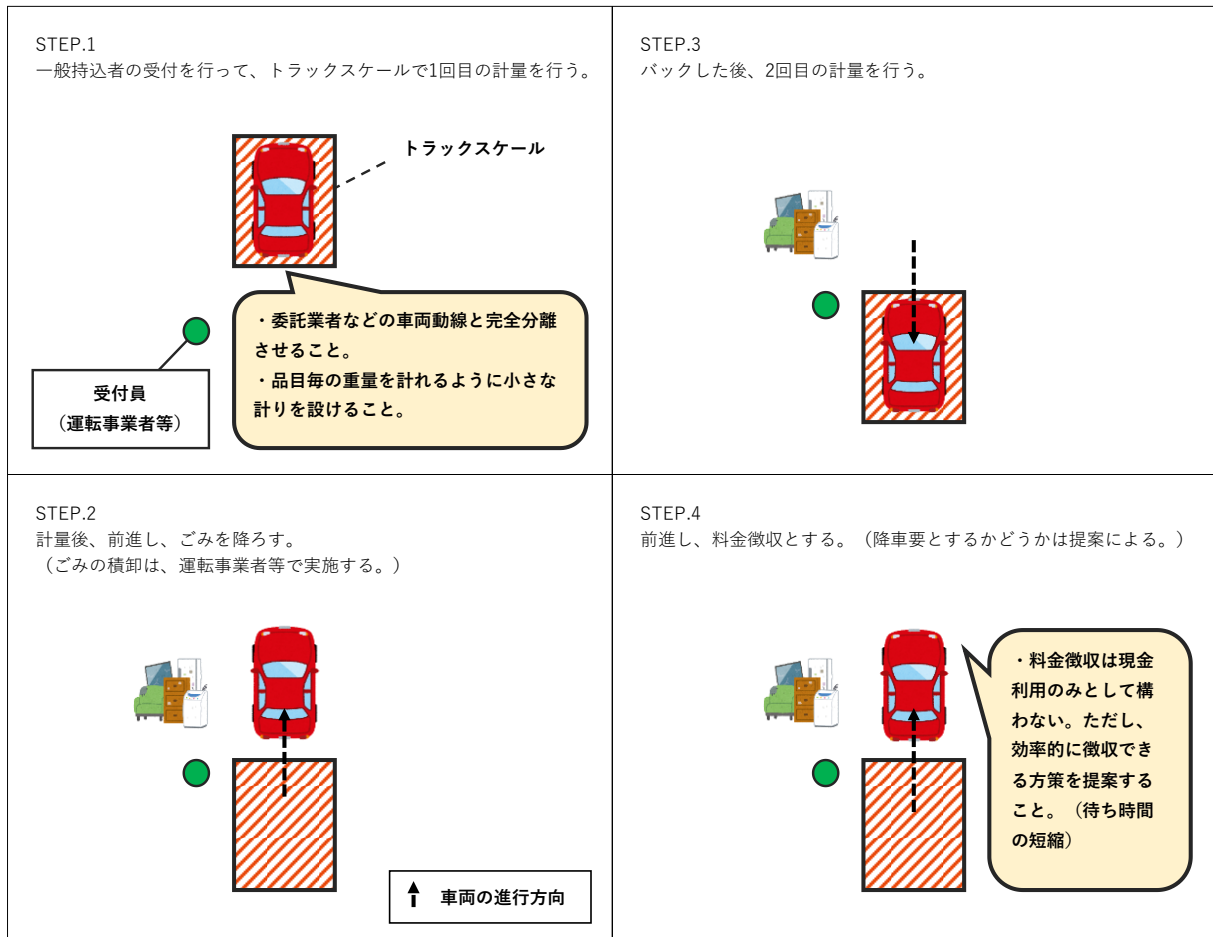 STEP.1
一般持込者の受付を行って、トラックスケールで1回目の計量を行う。
トラックスケール
・委託業者などの車両動線と完全分離
させること。
・品目毎の重量を計れるように小さな
計りを設けること。
受付員
（運転事業者等）
STEP.2
計量後、前進し、ごみを降ろす。
（ごみの積卸は、運転事業者等で実施する。）
車両の進行方向
STEP.3
バックした後、2回目の計量を行う。
STEP.4
前進し、料金徴収とする。（降車要とするかどうかは提案による。）
・料金徴収は現金
利用のみとして構
わない。ただし、
効率的に徴収でき
る方策を提案する
こと。（待ち時間
の短縮）